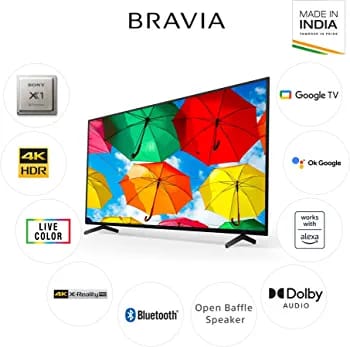 BRAVIA
MADE IN
INDIA
SONY
X1
Google TV
4K
HDR
Ok Google
LIVE
COLOR
works
with
alexa
4K X-Reality PRO
Bluetooth®
Open Baffle
Speaker
Dolby
AUDIO